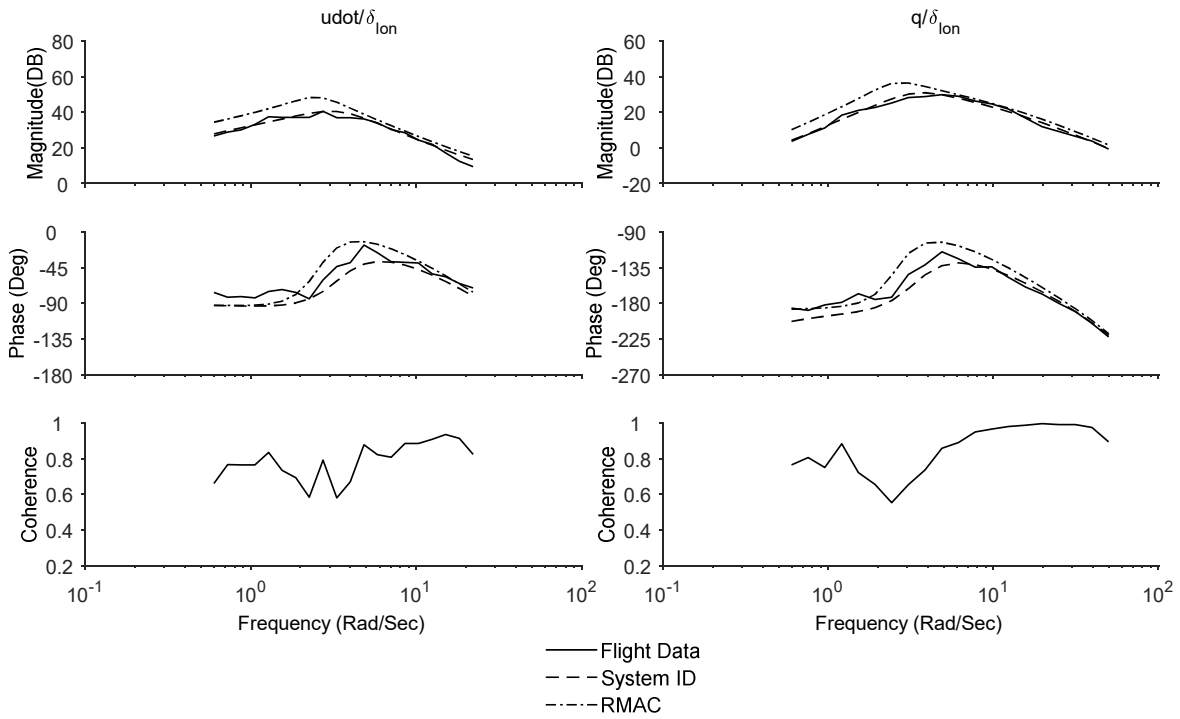 udot/δlon
Magnitude(DB)
80
60
40
20
0
Phase (Deg)
0
-45
-90
-135
-180
Coherence
1
0.8
0.6
0.4
0.2
10-1
100
101
102
Frequency (Rad/Sec)
q/δlon
Magnitude(DB)
60
40
20
0
-20
Phase (Deg)
-90
-135
-180
-225
-270
Coherence
1
0.8
0.6
0.4
0.2
10-1
100
101
102
Frequency (Rad/Sec)
Flight Data
System ID
RMAC